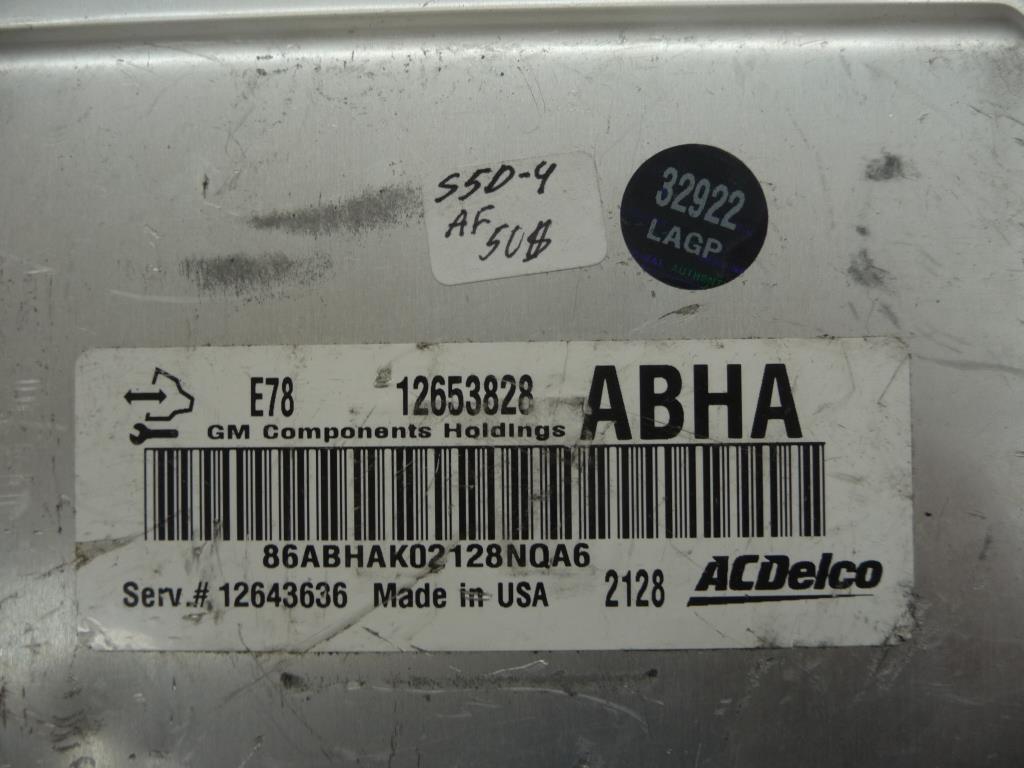 S5D-4
AF
32922
LAGP
E78 12653828 ABHA
GM Components Holdings
86ABHAK02128NQA6
Serv.# 12643636 Made in USA 2128 ACDelco